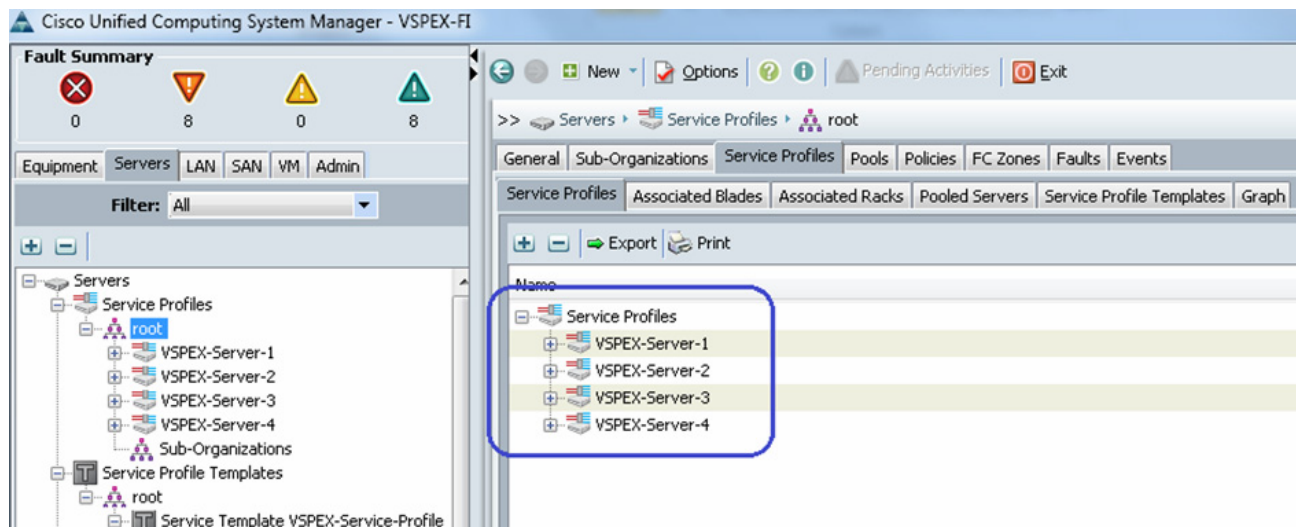 Cisco Unified Computing System Manager - VSPEX-FI
Fault Summary
0 8 0 8
Equipment Servers LAN SAN VM Admin
Filter: All
Servers
Service Profiles
root
VSPEX-Server-1
VSPEX-Server-2
VSPEX-Server-3
VSPEX-Server-4
Sub-Organizations
Service Profile Templates
root
Service Template VSPEX-Service-Profile
New Options Pending Activities Exit
>> Servers Service Profiles root
General Sub-Organizations Service Profiles Pools Policies FC Zones Faults Events
Service Profiles Associated Blades Associated Racks Pooled Servers Service Profile Templates Graph
Export Print
Name
Service Profiles
VSPEX-Server-1
VSPEX-Server-2
VSPEX-Server-3
VSPEX-Server-4